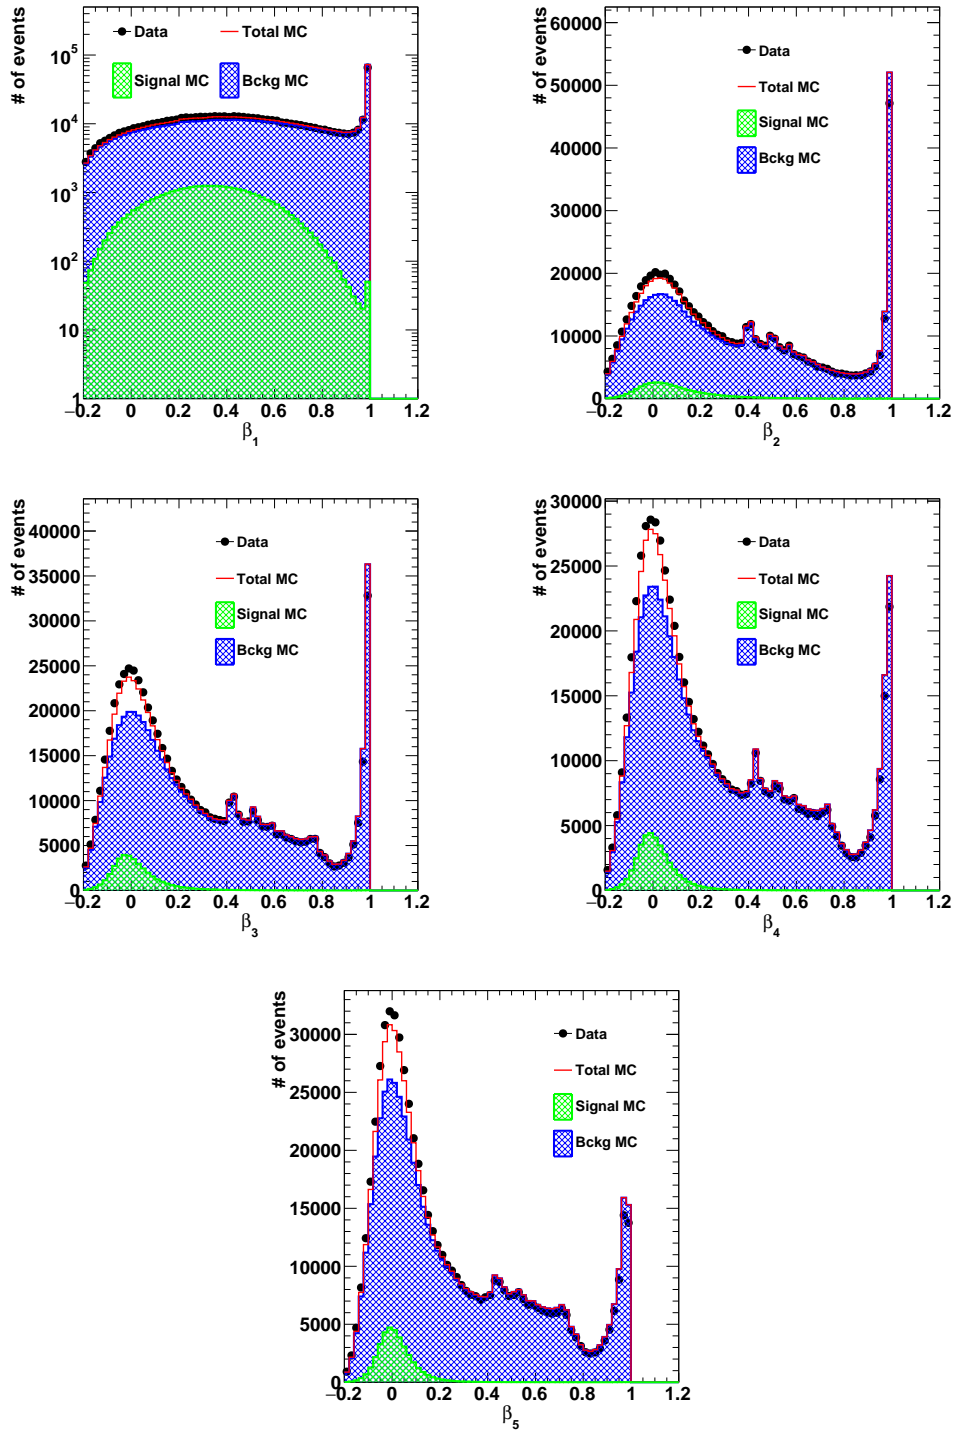 # of events
Data
Total MC
Signal MC
Bckg MC
10^5
10^4
10^3
10^2
10
1
−0.2 0 0.2 0.4 0.6 0.8 1 1.2
β_1
# of events
Data
Total MC
Signal MC
Bckg MC
60000
50000
40000
30000
20000
10000
0
−0.2 0 0.2 0.4 0.6 0.8 1 1.2
β_2
# of events
Data
Total MC
Signal MC
Bckg MC
40000
35000
30000
25000
20000
15000
10000
5000
0
−0.2 0 0.2 0.4 0.6 0.8 1 1.2
β_3
# of events
Data
Total MC
Signal MC
Bckg MC
30000
25000
20000
15000
10000
5000
0
−0.2 0 0.2 0.4 0.6 0.8 1 1.2
β_4
# of events
Data
Total MC
Signal MC
Bckg MC
30000
25000
20000
15000
10000
5000
0
−0.2 0 0.2 0.4 0.6 0.8 1 1.2
β_5